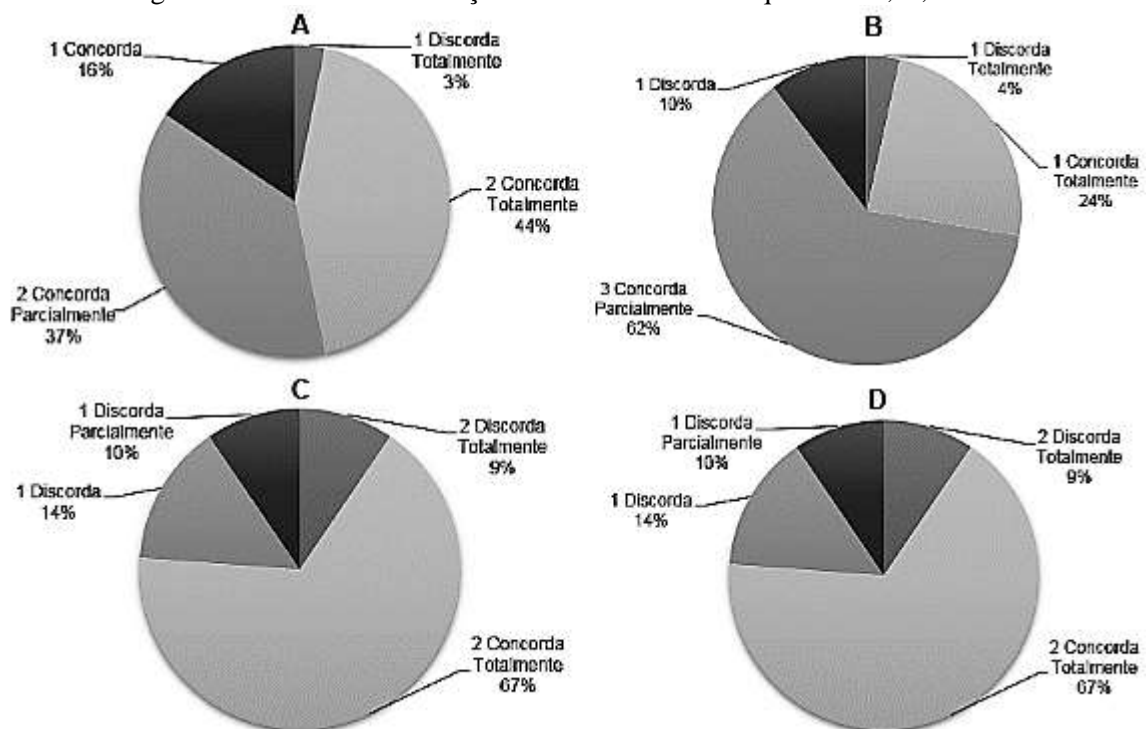 A
1 Concorda
16%
1 Discorda
Totalmente
3%
2 Concorda
Totalmente
44%
2 Concorda
Parcialmente
37%
B
1 Discorda
10%
1 Discorda
Totalmente
4%
1 Concorda
Totalmente
24%
3 Concorda
Parcialmente
62%
C
1 Discorda
Parcialmente
10%
2 Discorda
Totalmente
9%
1 Discorda
14%
2 Concorda
Totalmente
67%
D
1 Discorda
Parcialmente
10%
2 Discorda
Totalmente
9%
1 Discorda
14%
2 Concorda
Totalmente
67%